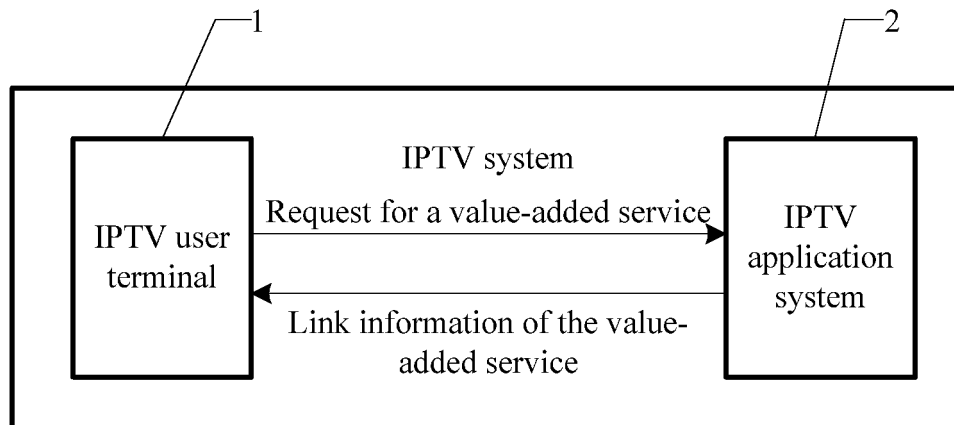 1
2
IPTV system
Request for a value-added service
IPTV user
terminal
IPTV
application
system
Link information of the value-
added service